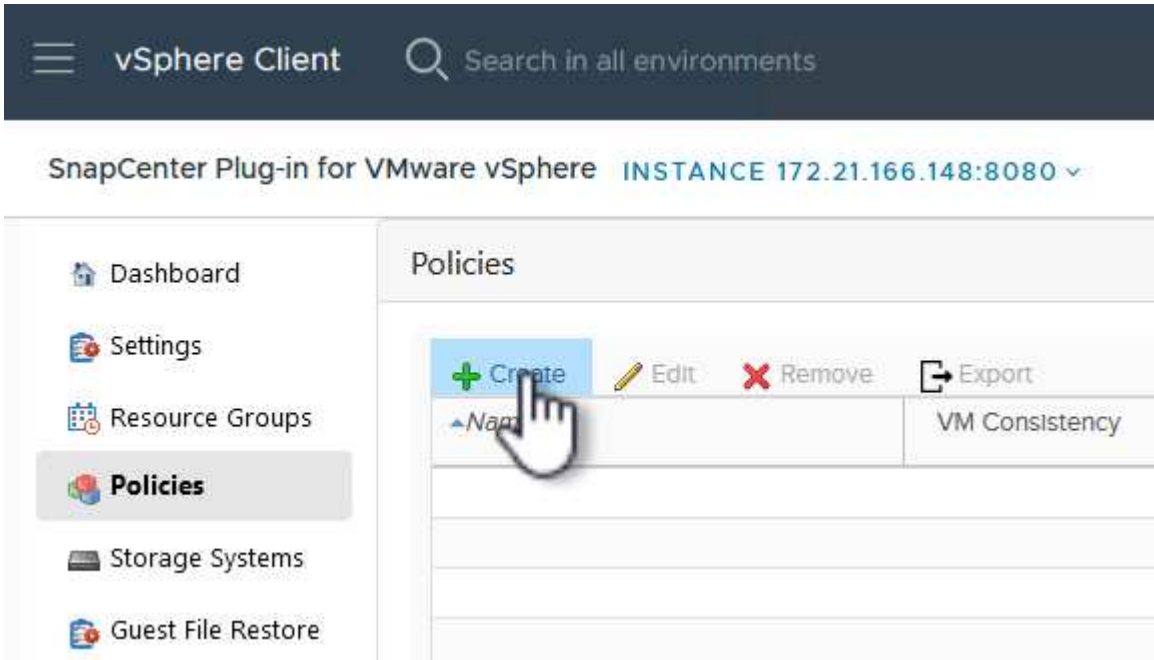 vSphere Client Search in all environments
SnapCenter Plug-in for VMware vSphere INSTANCE 172.21.166.148:8080
Dashboard
Policies
Settings
Create Edit Remove Export
Resource Groups
VM Consistency
Policies
Storage Systems
Guest File Restore